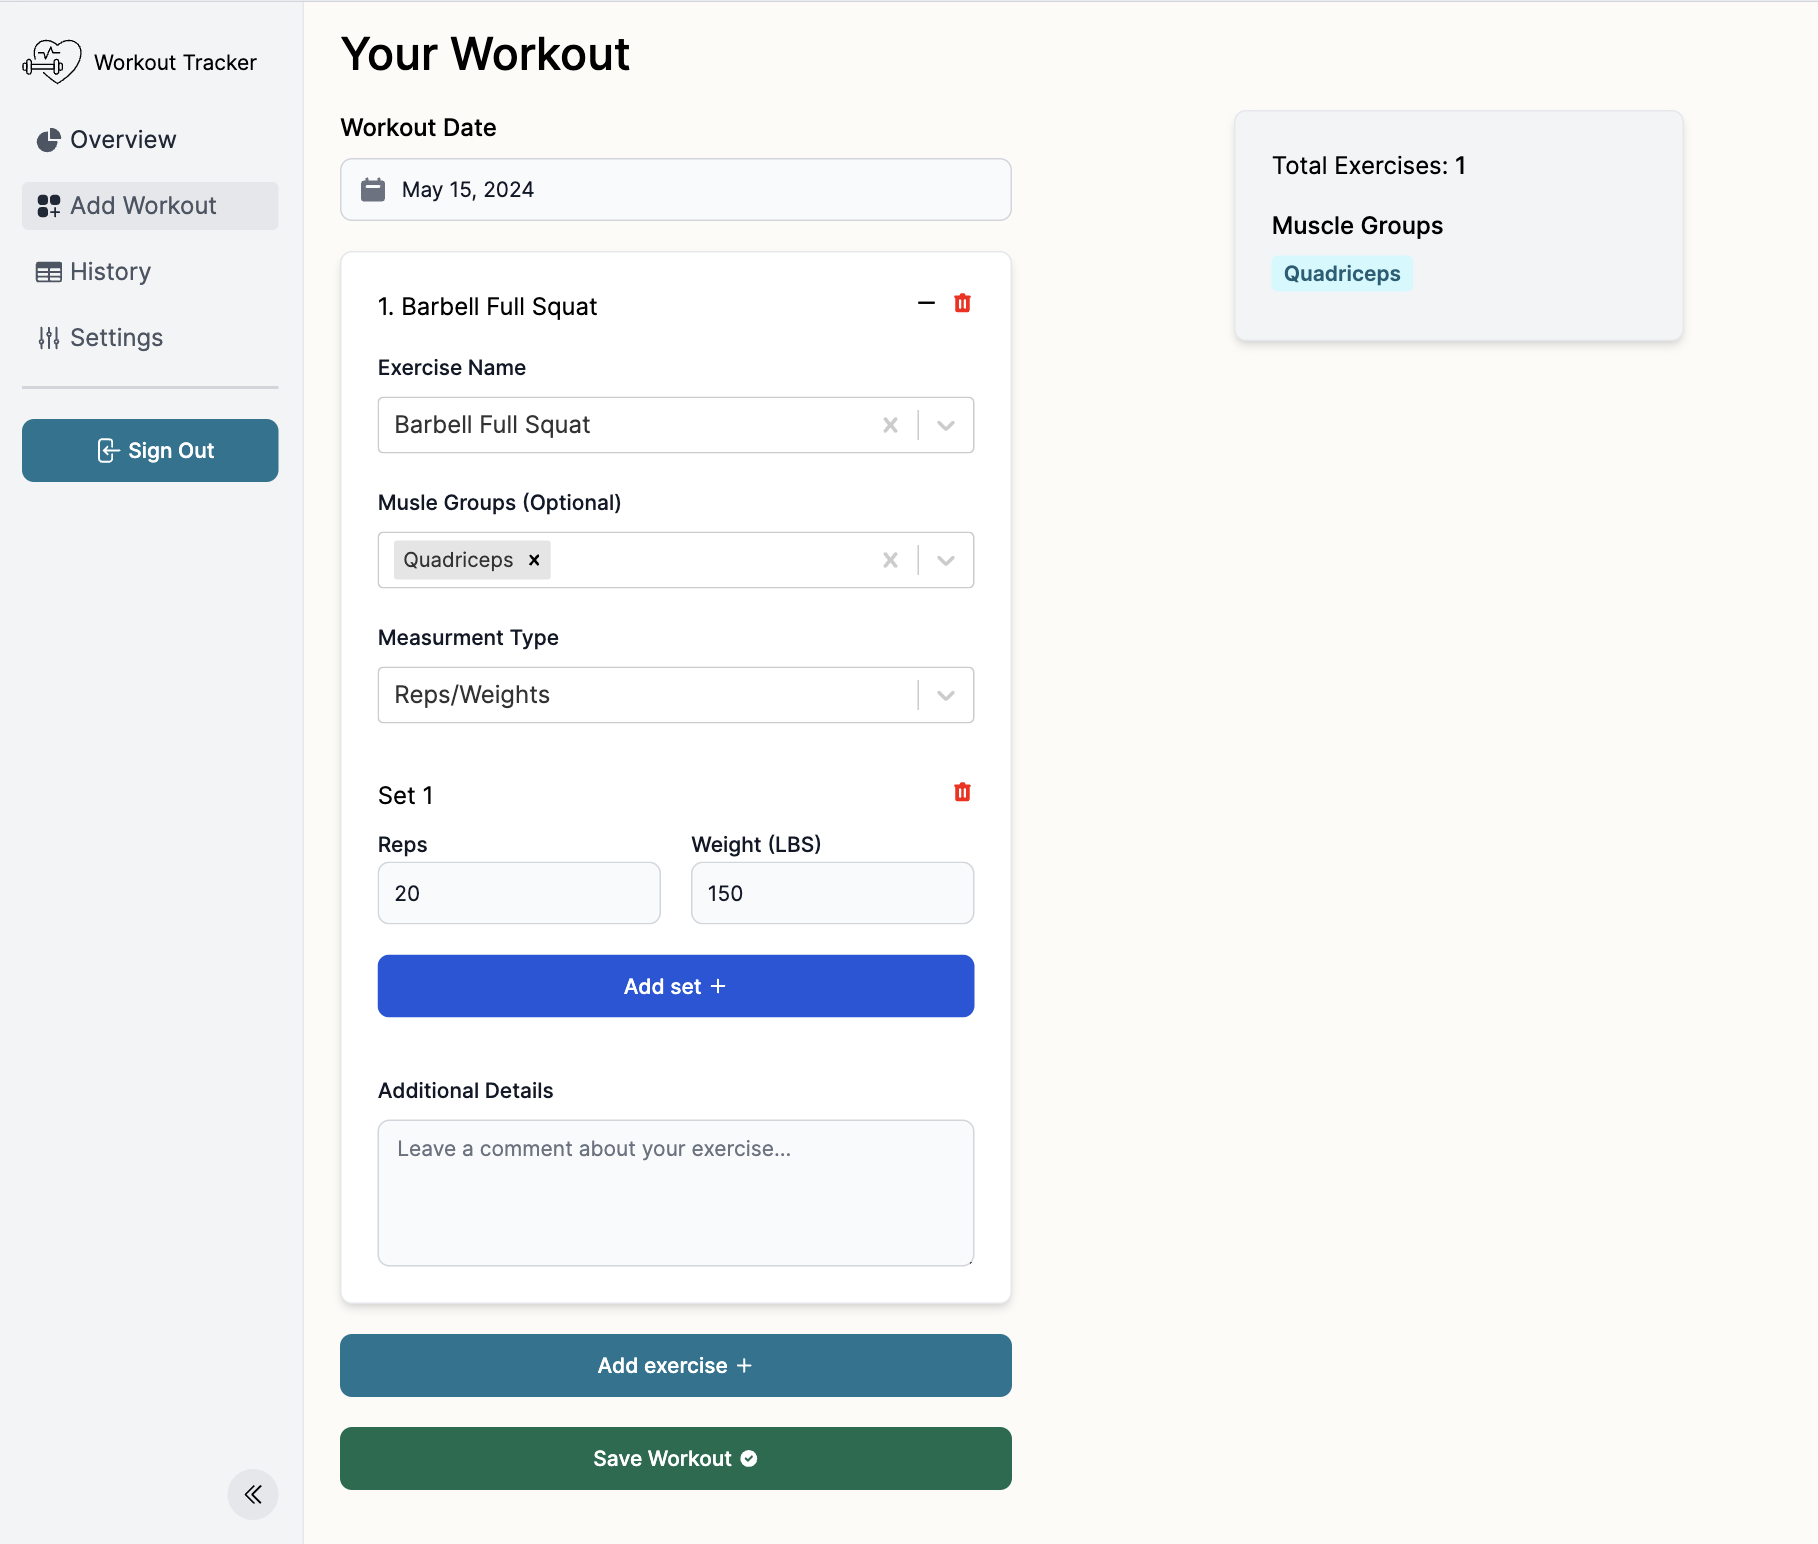 Workout Tracker
Overview
Add Workout
History
Settings
Sign Out
Your Workout
Workout Date
May 15, 2024
1. Barbell Full Squat
Exercise Name
Barbell Full Squat
Musle Groups (Optional)
Quadriceps
Measurment Type
Reps/Weights
Set 1
Reps
Weight (LBS)
20
150
Add set +
Additional Details
Leave a comment about your exercise...
Add exercise +
Save Workout
Total Exercises: 1
Muscle Groups
Quadriceps